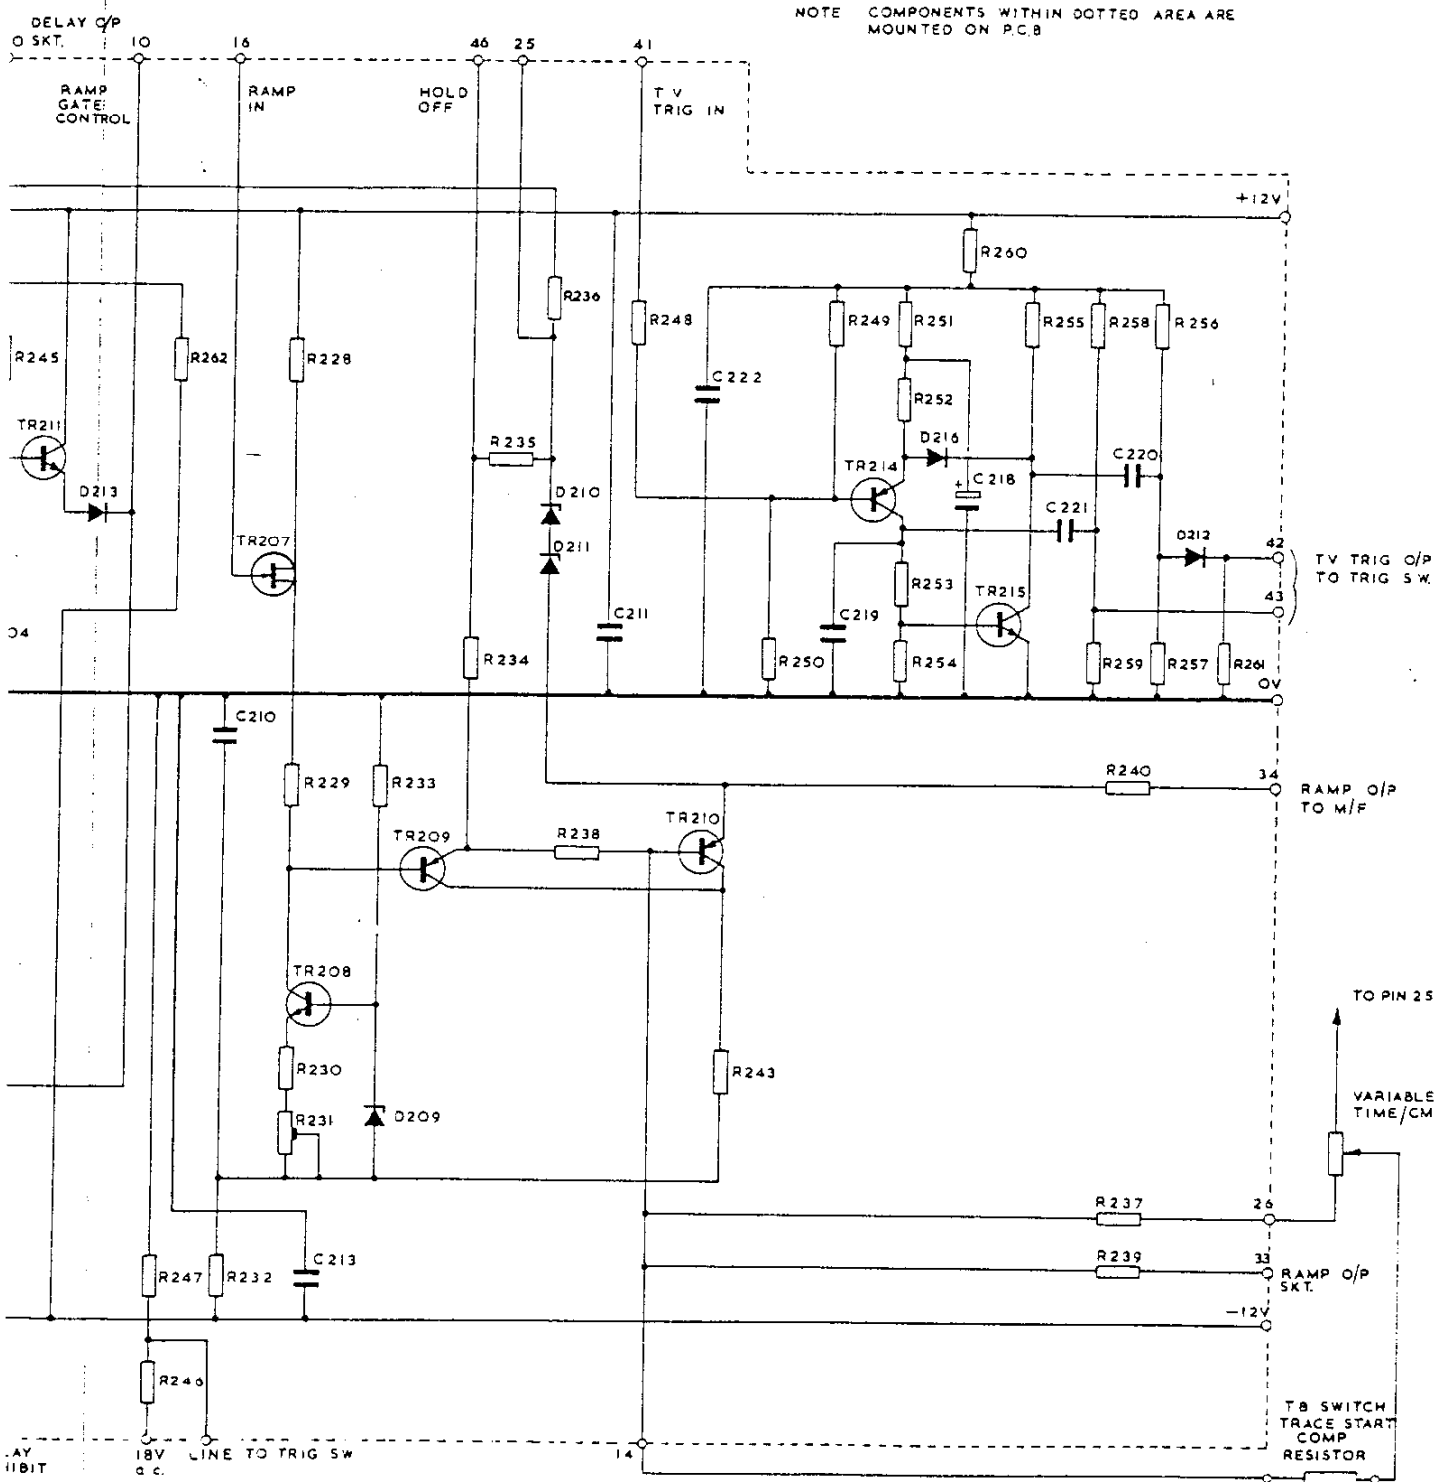 NOTE COMPONENTS WITHIN DOTTED AREA ARE
MOUNTED ON P.C.B
DELAY O/P
O SKT.
10
16
46
25
41
RAMP
GATE
CONTROL
RAMP
IN
HOLD
OFF
T V
TRIG IN
+12V
R260
R236
R248
R249
R251
R255
R258
R256
R245
R262
R228
C222
R252
TR211
R235
D216
C220
TR214
C218
+
D213
D210
C221
TR207
D211
D212
42
TV TRIG O/P
TO TRIG SW.
R253
TR215
43
C211
C219
04
R234
R250
R254
R259
R257
R261
0V
C210
R229
R233
R240
34
RAMP O/P
TO M/F
TR209
R238
TR210
TR208
TO PIN 25
R230
R243
R231
D209
VARIABLE
TIME/CM
R237
26
R247
R232
C213
R239
33
RAMP O/P
SKT.
-12V
R246
TB SWITCH
TRACE START
COMP
RESISTOR
LAY
HIBIT
18V
a.c.
LINE TO TRIG SW
14